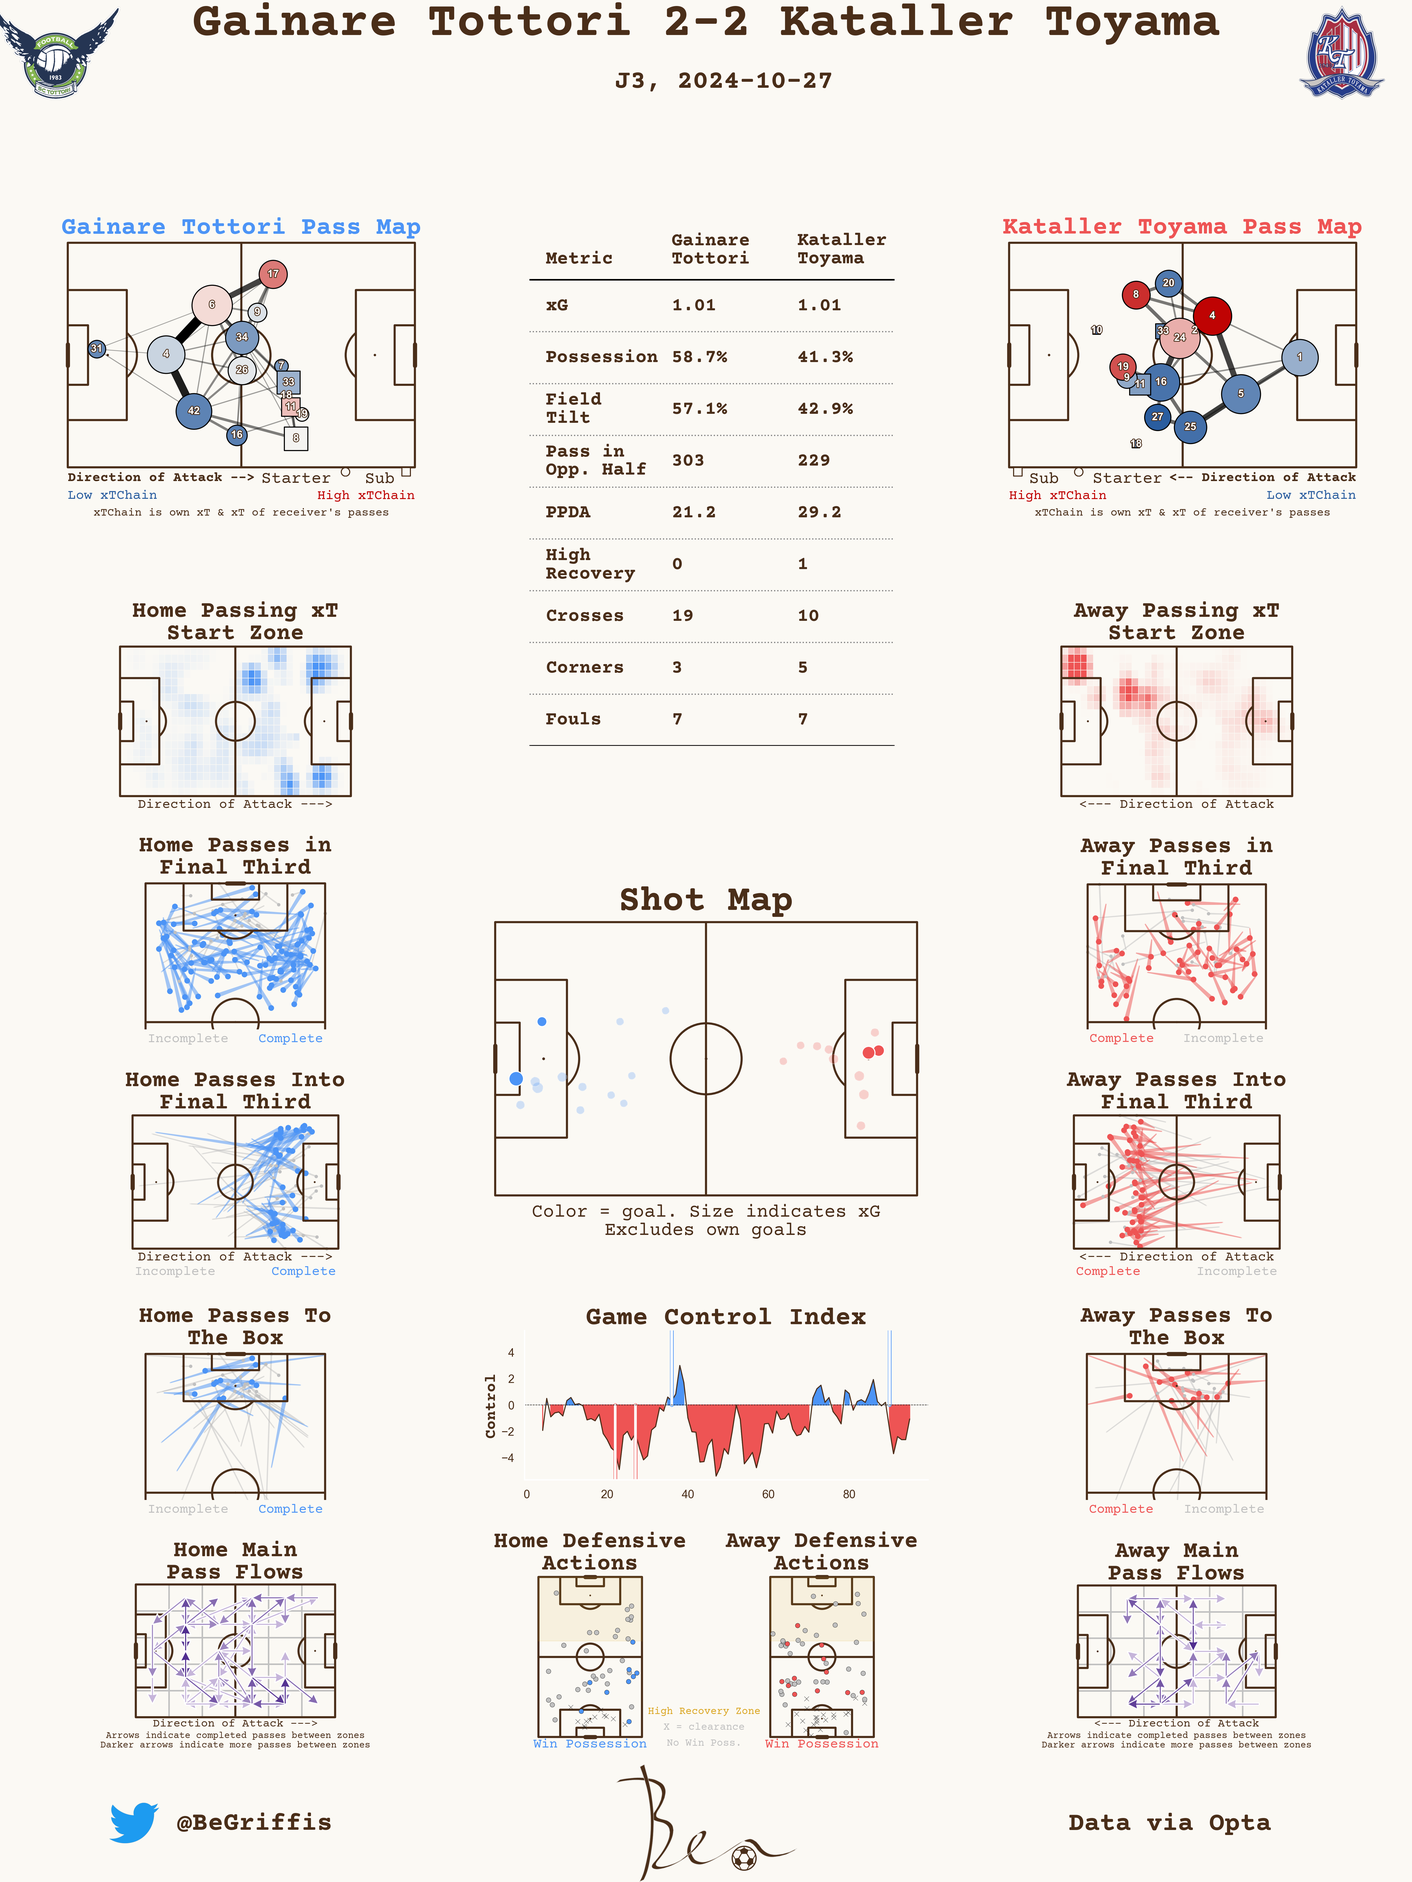 Gainare Tottori 2-2 Kataller Toyama
J3, 2024-10-27
FOOTBALL
1983
SC TOTTORI
KT
KATALLER TOYAMA
Gainare Tottori Pass Map
17
6
9
34
31
4
26
7
33
18
11
19
42
16
8
Direction of Attack --> Starter Sub
Low xTChain High xTChain
xTChain is own xT & xT of receiver's passes
Metric Gainare Tottori Kataller Toyama
xG 1.01 1.01
Possession 58.7% 41.3%
Field Tilt 57.1% 42.9%
Pass in Opp. Half 303 229
PPDA 21.2 29.2
High Recovery 0 1
Crosses 19 10
Corners 3 5
Fouls 7 7
Kataller Toyama Pass Map
20
8
4
10
33
2
24
1
19
9
11
16
5
27
25
18
Sub Starter <-- Direction of Attack
High xTChain Low xTChain
xTChain is own xT & xT of receiver's passes
Home Passing xT
Start Zone
Direction of Attack --->
Away Passing xT
Start Zone
<--- Direction of Attack
Home Passes in
Final Third
Incomplete Complete
Away Passes in
Final Third
Complete Incomplete
Shot Map
Color = goal. Size indicates xG
Excludes own goals
Home Passes Into
Final Third
Direction of Attack --->
Incomplete Complete
Away Passes Into
Final Third
<--- Direction of Attack
Complete Incomplete
Home Passes To
The Box
Incomplete Complete
Game Control Index
Control
4
2
0
−2
−4
0 20 40 60 80
Away Passes To
The Box
Complete Incomplete
Home Main
Pass Flows
Direction of Attack --->
Arrows indicate completed passes between zones
Darker arrows indicate more passes between zones
Home Defensive
Actions
Win Possession
High Recovery Zone
X = clearance
No Win Poss.
Away Defensive
Actions
Win Possession
Away Main
Pass Flows
<--- Direction of Attack
Arrows indicate completed passes between zones
Darker arrows indicate more passes between zones
@BeGriffis
Ben
Data via Opta